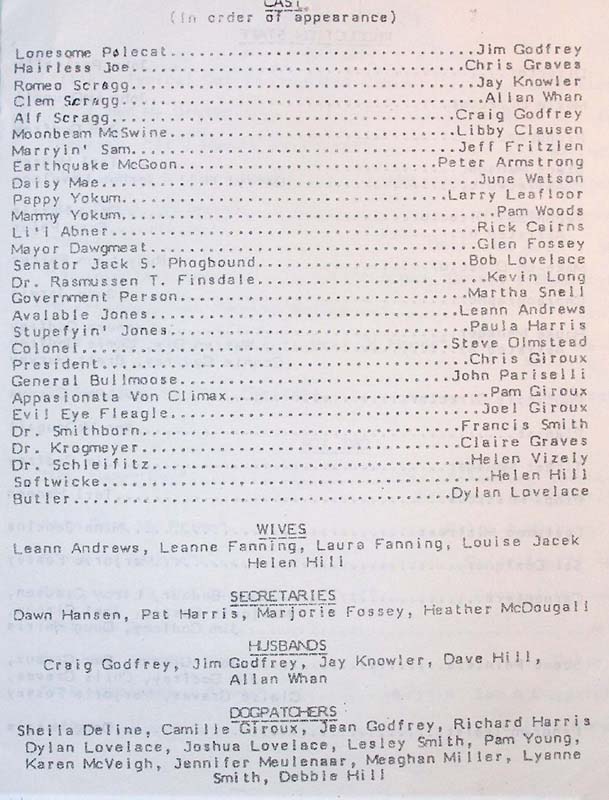 CAST
(In order of appearance)
Lonesome Polecat..............................Jim Godfrey
Hairless Joe..................................Chris Graves
Romeo Scragg..................................Jay Knowler
Clem Scragg...................................Allan Whan
Alf Scragg....................................Craig Godfrey
Moonbeam McSwine..............................Libby Clausen
Marryin' Sam..................................Jeff Fritzlen
Earthquake McGoon.............................Peter Armstrong
Daisy Mae.....................................June Watson
Pappy Yokum...................................Larry Leafloor
Mammy Yokum...................................Pam Woods
Li'l Abner....................................Rick Cairns
Mayor Dawgmeat................................Glen Fossey
Senator Jack S. Phogbound.....................Bob Lovelace
Dr. Rasmussen T. Finsdale.....................Kevin Long
Government Person.............................Martha Snell
Avalable Jones................................Leann Andrews
Stupefyin' Jones..............................Paula Harris
Colonel.......................................Steve Olmstead
President.....................................Chris Giroux
General Bullmoose.............................John Pariselli
Appasionata Von Climax........................Pam Giroux
Evil Eye Fleagle..............................Joel Giroux
Dr. Smithborn.................................Francis Smith
Dr. Krogmeyer.................................Claire Graves
Dr. Schleifitz................................Helen Vizely
Softwicke.....................................Helen Hill
Butler........................................Dylan Lovelace
WIVES
Leann Andrews, Leanne Fanning, Laura Fanning, Louise Jacek
Helen Hill
SECRETARIES
Dawn Hansen, Pat Harris, Marjorie Fossey, Heather McDougall
HUSBANDS
Craig Godfrey, Jim Godfrey, Jay Knowler, Dave Hill,
Allan Whan
DOGPATCHERS
Sheila Deline, Camille Giroux, Jean Godfrey, Richard Harris
Dylan Lovelace, Joshua Lovelace, Lesley Smith, Pam Young,
Karen McVeigh, Jennifer Meulenaar, Meaghan Miller, Lyanne
Smith, Debbie Hill